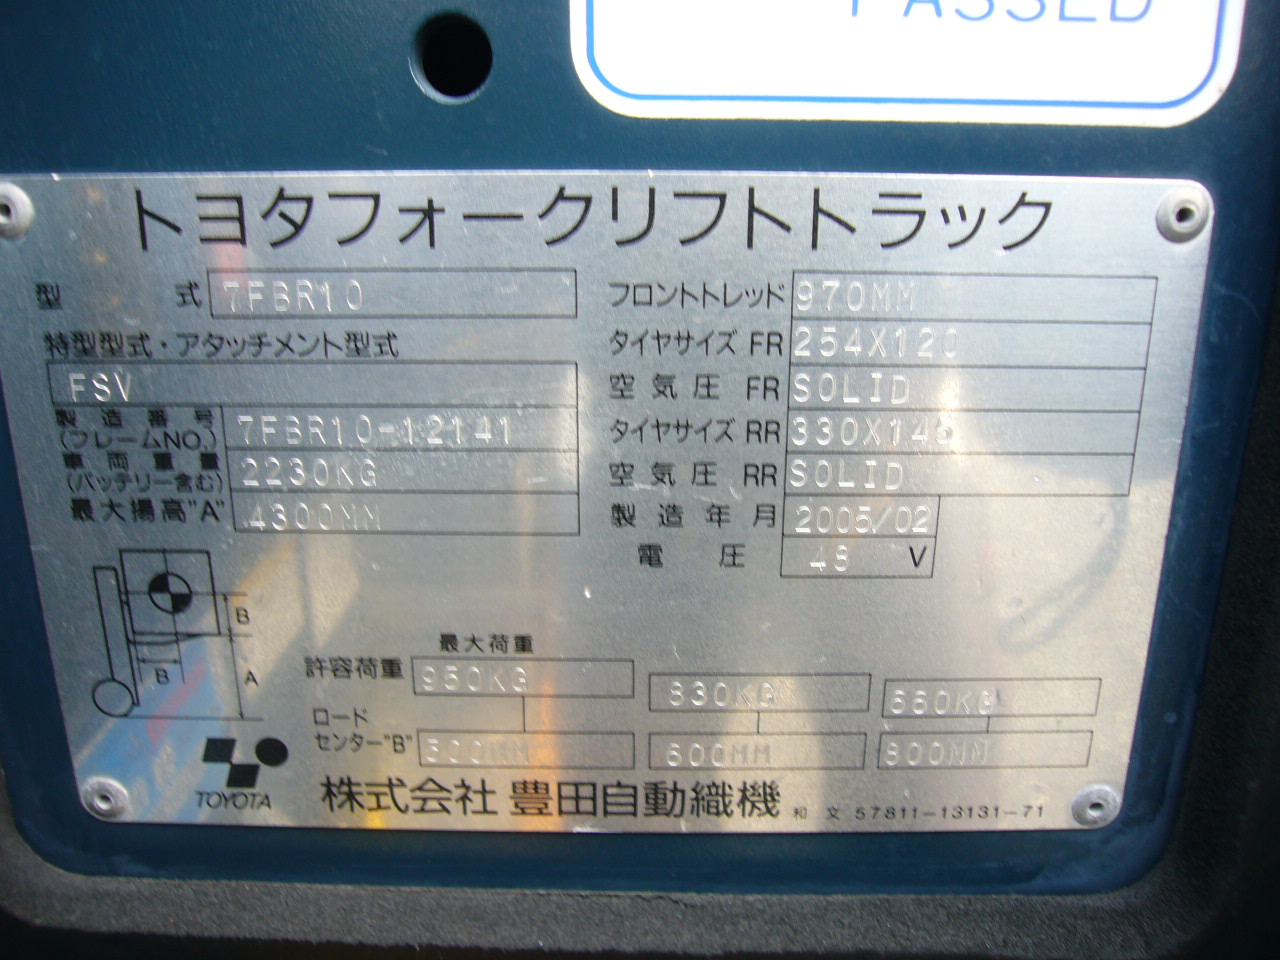 PASSED
トヨタフォークリフトトラック
型式 7FBR10
特型型式・アタッチメント型式
FSV
製造番号
(フレームNO.) 7FBR10-12141
車両重量
(バッテリー含む) 2230KG
最大揚高"A" 4300MM
フロントトレッド 970MM
タイヤサイズ FR 254X120
空気圧 FR SOLID
タイヤサイズ RR 330X145
空気圧 RR SOLID
製造年月 2005/02
電圧 48 V
B
B
A
最大荷重
許容荷重 950KG 830KG 660KG
ロード
センター"B" 500MM 600MM 800MM
TOYOTA 株式会社 豊田自動織機 和文 57811-13131-71